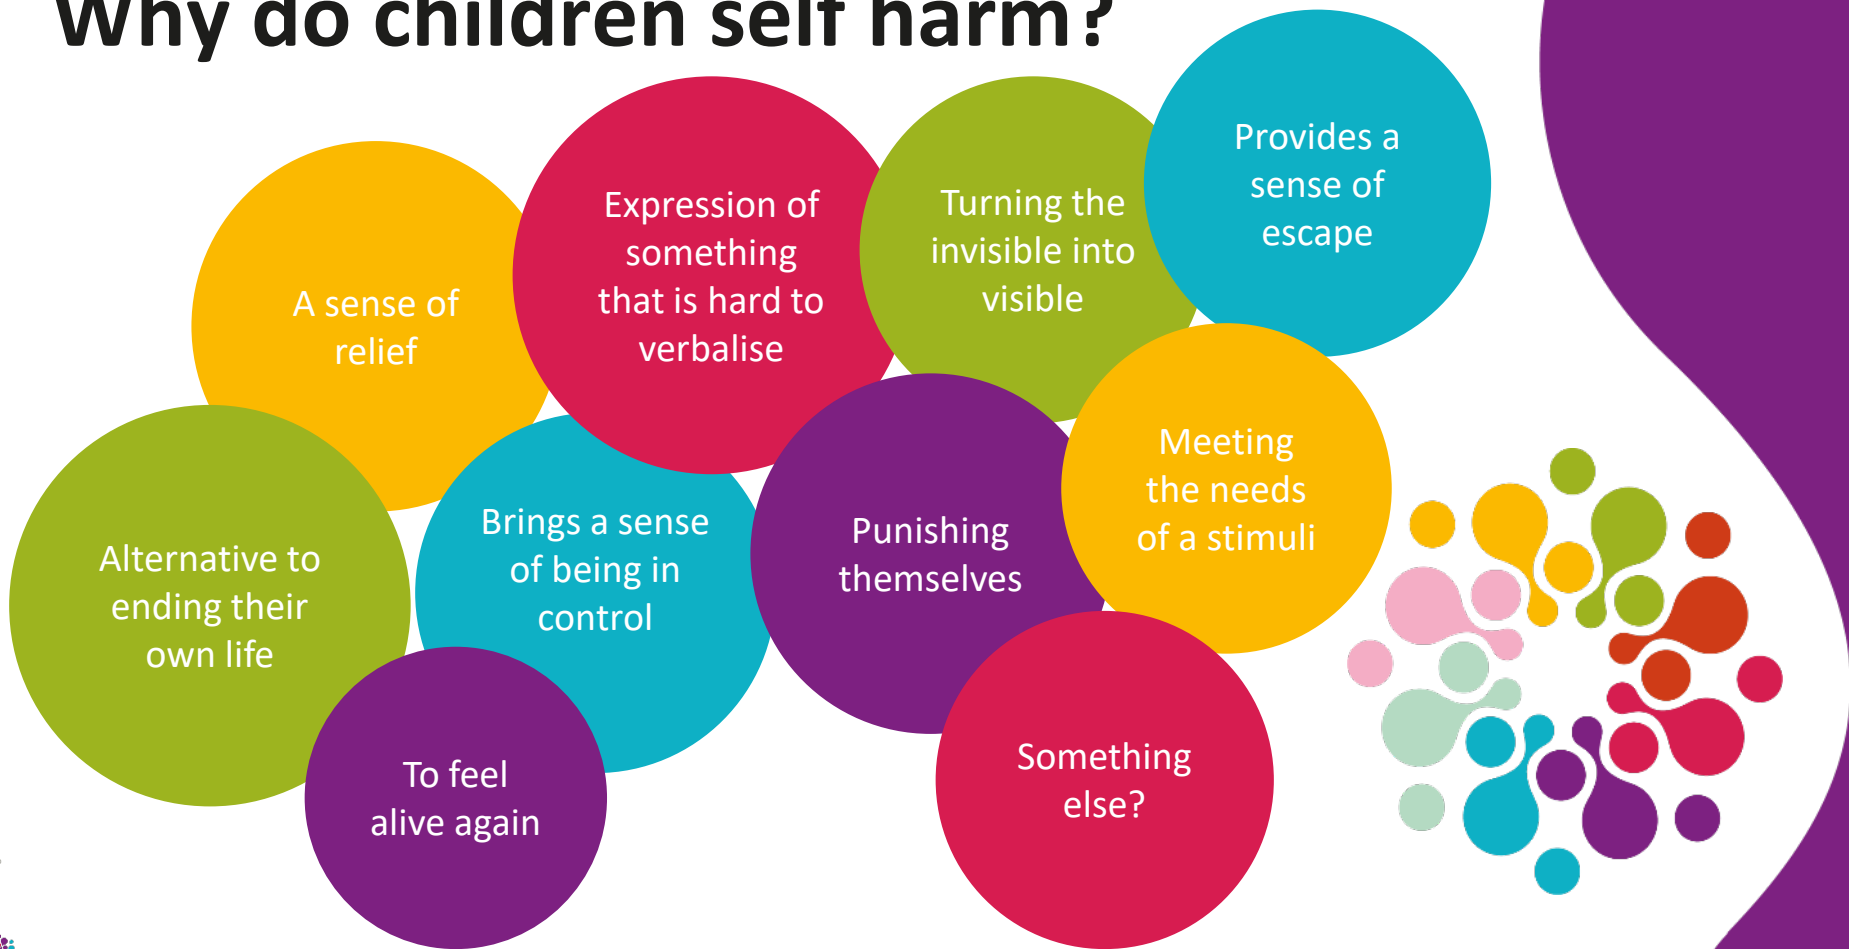 Why do children self harm?
A sense of
relief
Expression of
something
that is hard to
verbalise
Turning the
invisible into
visible
Provides a
sense of
escape
Alternative to
ending their
own life
Brings a sense
of being in
control
Punishing
themselves
Meeting
the needs
of a stimuli
To feel
alive again
Something
else?